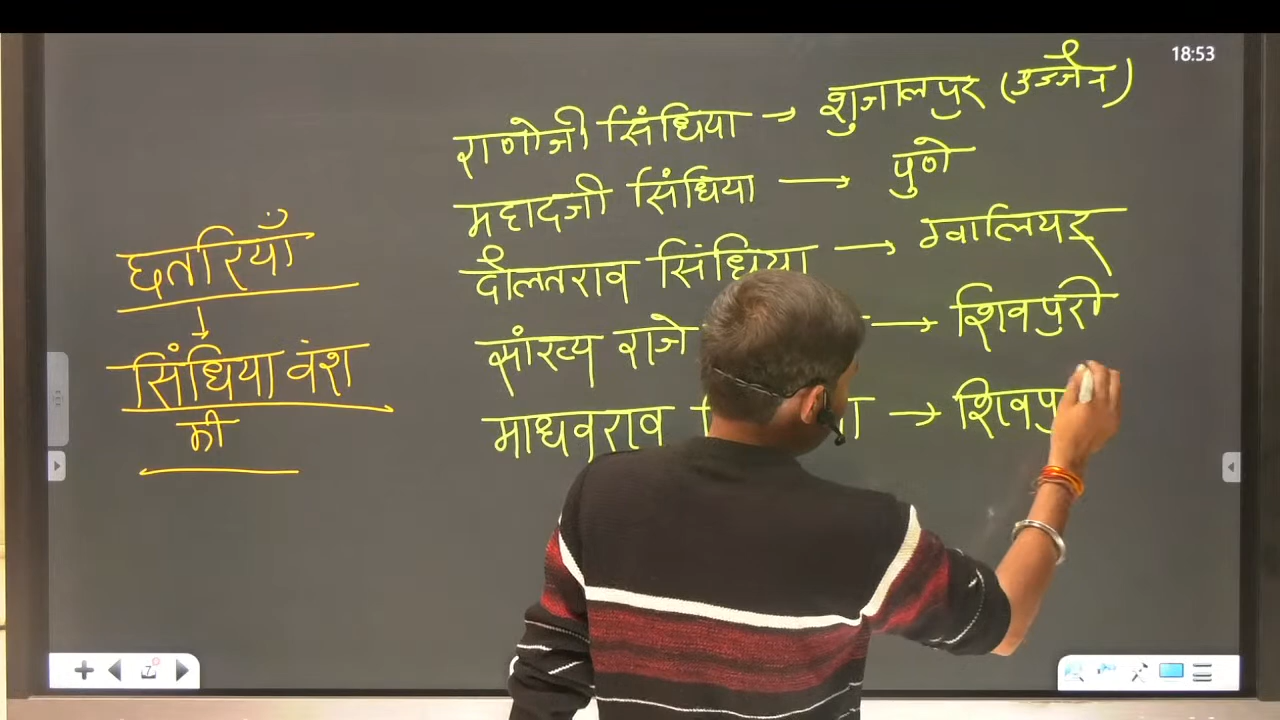 18:53
राणोजी सिंधिया → शुजालपुर (उज्जैन)
महादजी सिंधिया → पुणे
दौलतराव सिंधिया → ग्वालियर
सांख्य राजे → शिवपुरी
माधवराव → शिवपु
छतरियाँ
↓
सिंधिया वंश
की